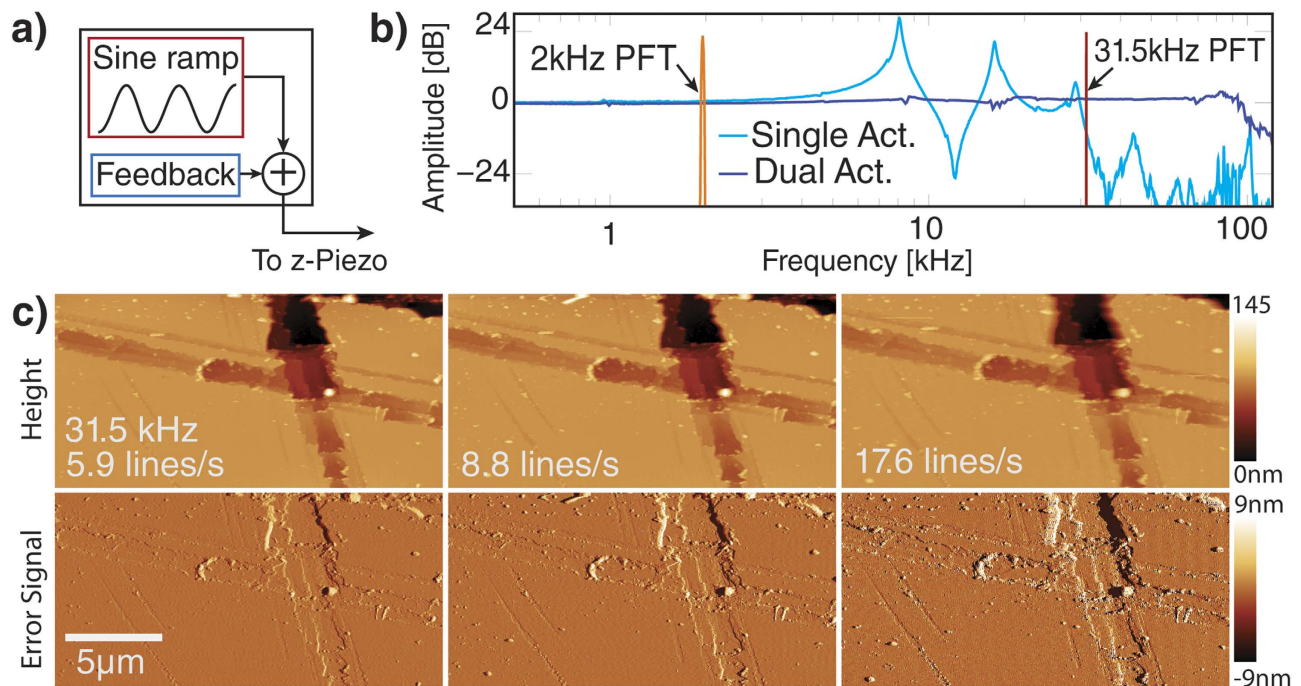 a)
Sine ramp
Feedback
+
To z-Piezo
b)
Amplitude [dB]
24
0
−24
2kHz PFT
31.5kHz PFT
Single Act.
Dual Act.
1
10
100
Frequency [kHz]
c)
Height
31.5 kHz
5.9 lines/s
8.8 lines/s
17.6 lines/s
145
0nm
Error Signal
5µm
9nm
-9nm